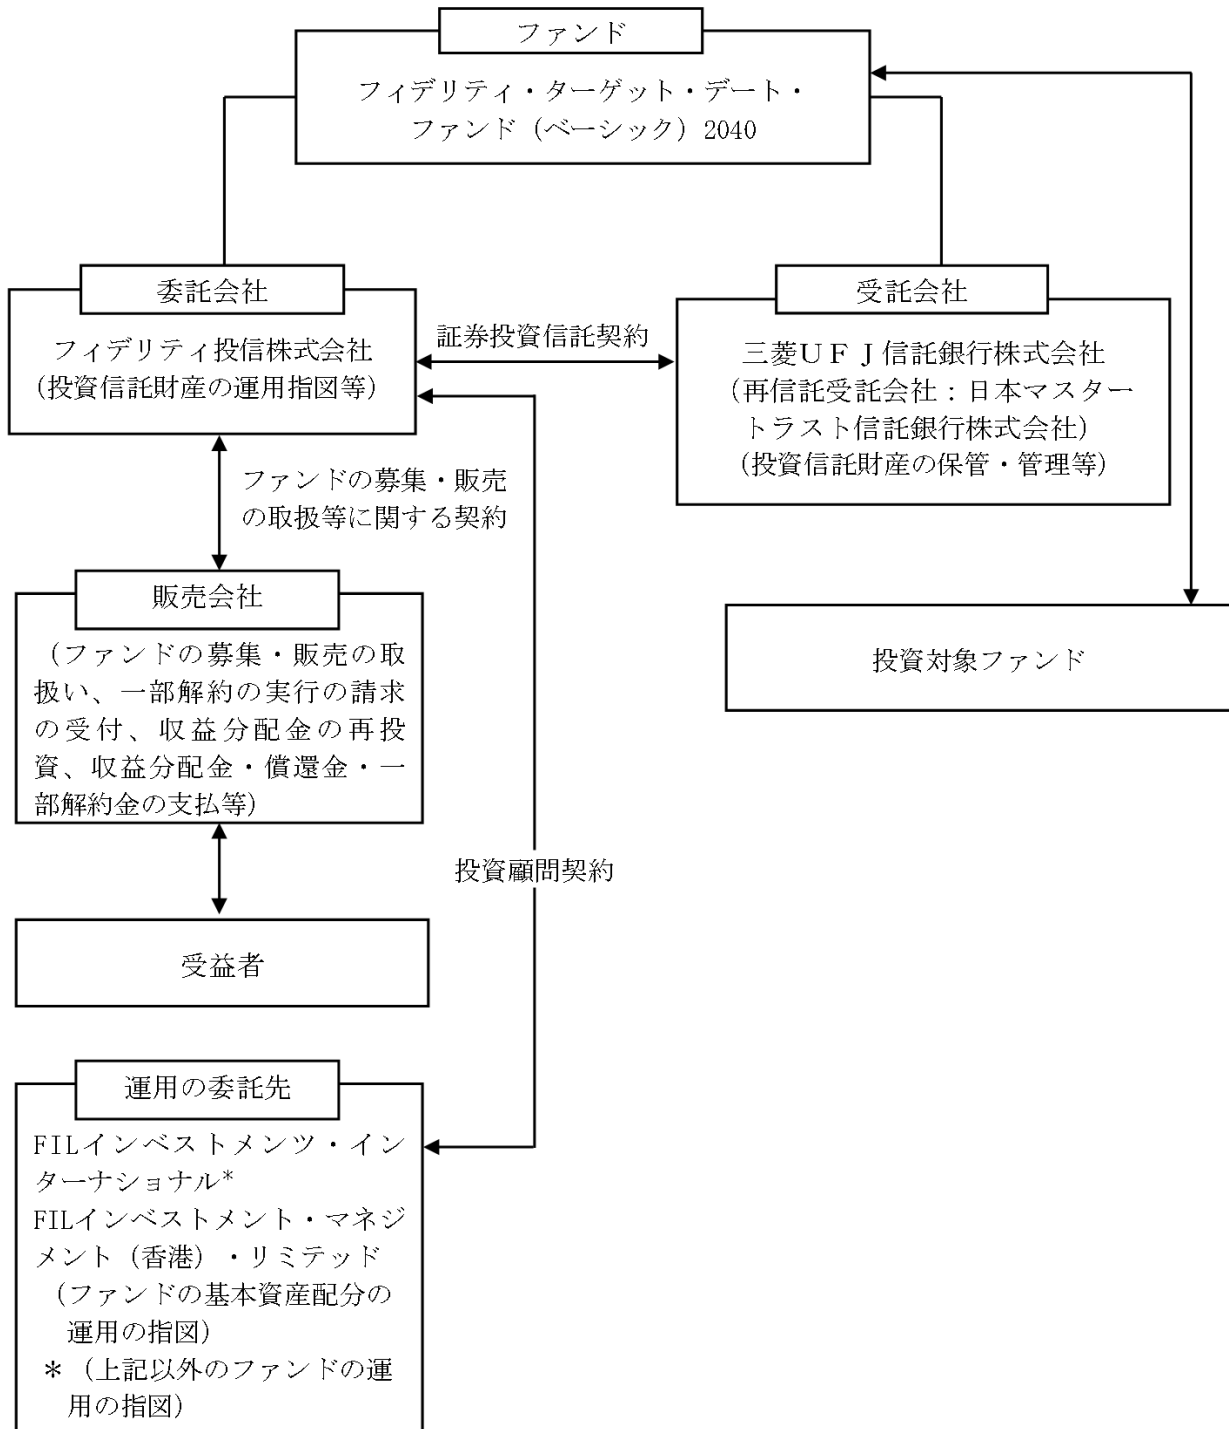 ファンド
フィデリティ・ターゲット・デート・
ファンド（ベーシック）2040
委託会社
フィデリティ投信株式会社
（投資信託財産の運用指図等）
証券投資信託契約
受託会社
三菱ＵＦＪ信託銀行株式会社
（再信託受託会社：日本マスター
トラスト信託銀行株式会社）
（投資信託財産の保管・管理等）
ファンドの募集・販売
の取扱等に関する契約
販売会社
（ファンドの募集・販売の取
扱い、一部解約の実行の請求
の受付、収益分配金の再投
資、収益分配金・償還金・一
部解約金の支払等）
投資対象ファンド
投資顧問契約
受益者
運用の委託先
FILインベストメンツ・イン
ターナショナル*
FILインベストメント・マネジ
メント（香港）・リミテッド
（ファンドの基本資産配分の
運用の指図）
＊（上記以外のファンドの運
用の指図）